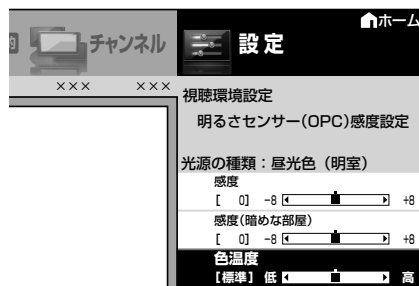 ホーム
チャンネル
設定
××× ×××
視聴環境設定
明るさセンサー(OPC)感度設定
光源の種類：昼光色（明室）
感度
[ 0] -8 +8
感度(暗めな部屋)
[ 0] -8 +8
色温度
[標準] 低 高